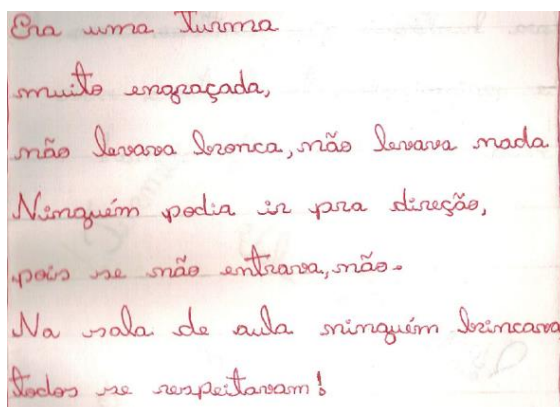 Era uma turma
muito engraçada,
não levava bronca, não levava nada
Ninguém podia ir pra direção,
pois se não entrava, não.
Na sala de aula ninguém brincava
todos se respeitavam!